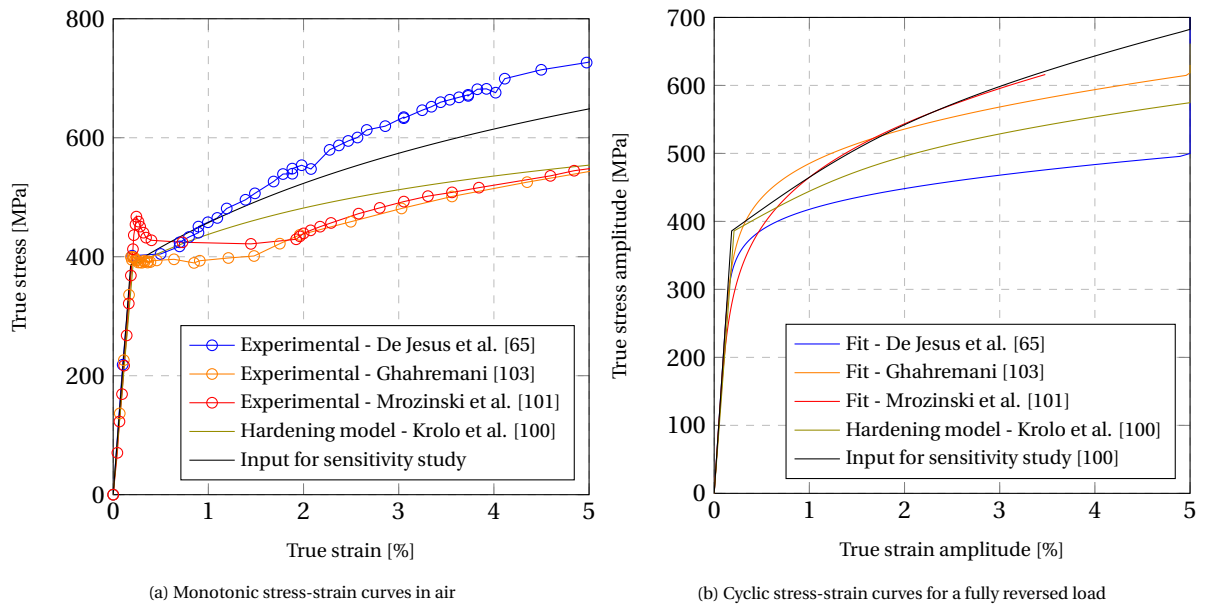 800
600
400
200
0
0
1
2
3
4
5
True stress [MPa]
True strain [%]
Experimental - De Jesus et al. [65]
Experimental - Ghahremani [103]
Experimental - Mrozinski et al. [101]
Hardening model - Krolo et al. [100]
Input for sensitivity study
(a) Monotonic stress-strain curves in air
700
600
500
400
300
200
100
0
0
1
2
3
4
5
True stress amplitude [MPa]
True strain amplitude [%]
Fit - De Jesus et al. [65]
Fit - Ghahremani [103]
Fit - Mrozinski et al. [101]
Hardening model - Krolo et al. [100]
Input for sensitivity study [100]
(b) Cyclic stress-strain curves for a fully reversed load